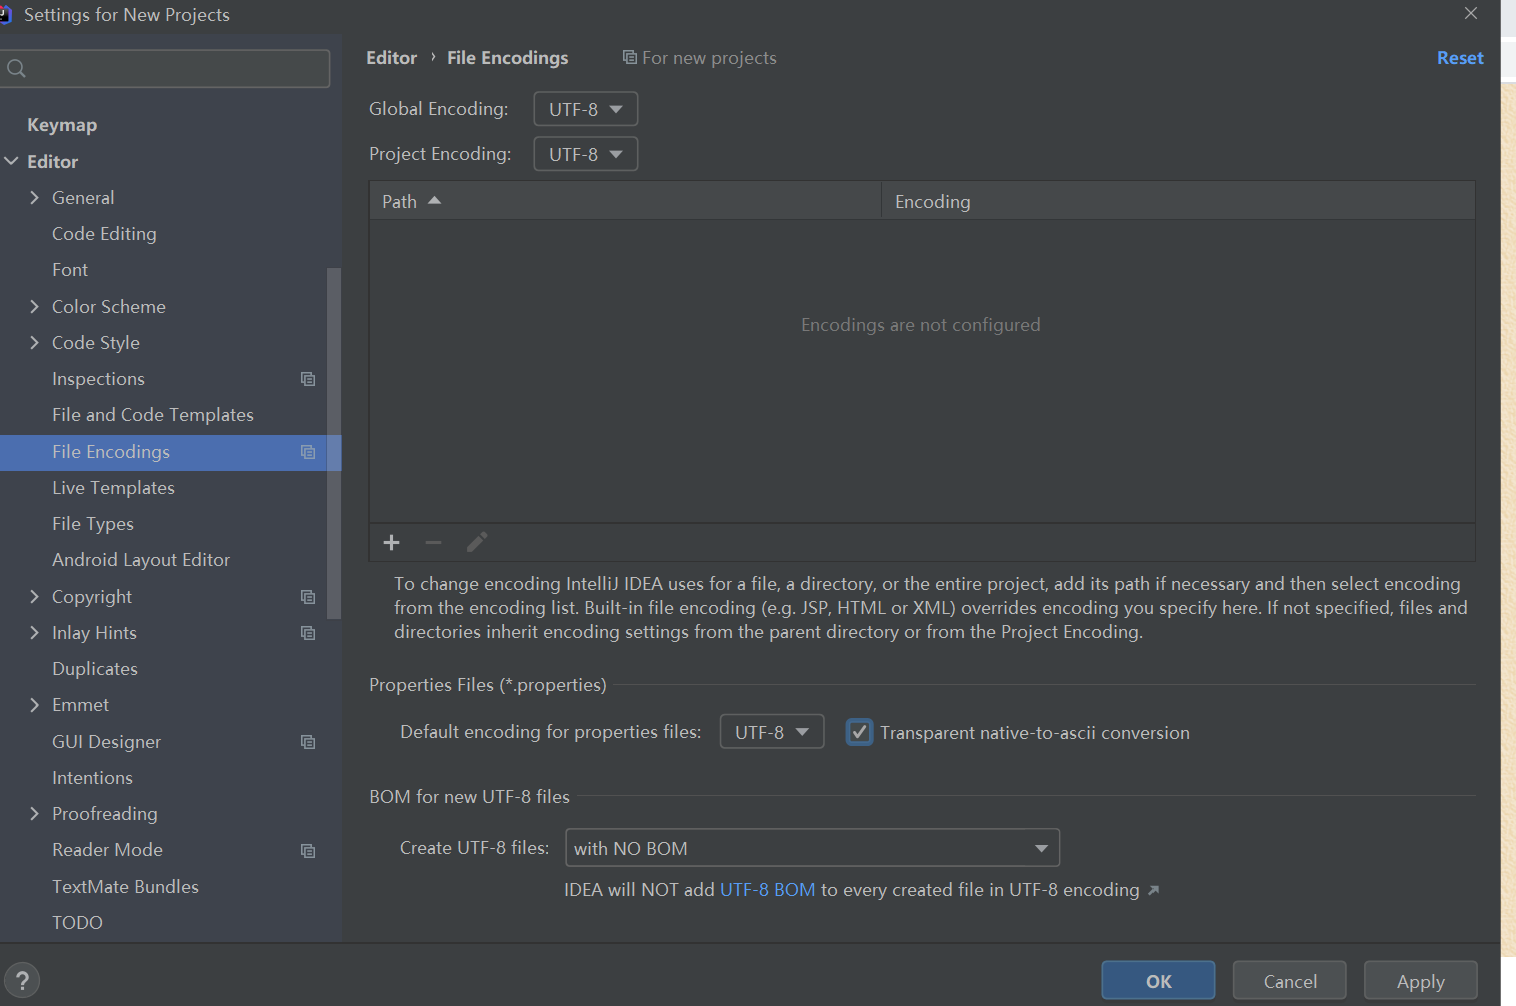 Settings for New Projects
Keymap
Editor
General
Code Editing
Font
Color Scheme
Code Style
Inspections
File and Code Templates
File Encodings
Live Templates
File Types
Android Layout Editor
Copyright
Inlay Hints
Duplicates
Emmet
GUI Designer
Intentions
Proofreading
Reader Mode
TextMate Bundles
TODO
Editor › File Encodings For new projects Reset
Global Encoding: UTF-8
Project Encoding: UTF-8
Path Encoding
Encodings are not configured
To change encoding IntelliJ IDEA uses for a file, a directory, or the entire project, add its path if necessary and then select encoding
from the encoding list. Built-in file encoding (e.g. JSP, HTML or XML) overrides encoding you specify here. If not specified, files and
directories inherit encoding settings from the parent directory or from the Project Encoding.
Properties Files (*.properties)
Default encoding for properties files: UTF-8 Transparent native-to-ascii conversion
BOM for new UTF-8 files
Create UTF-8 files: with NO BOM
IDEA will NOT add UTF-8 BOM to every created file in UTF-8 encoding ↗
? OK Cancel Apply